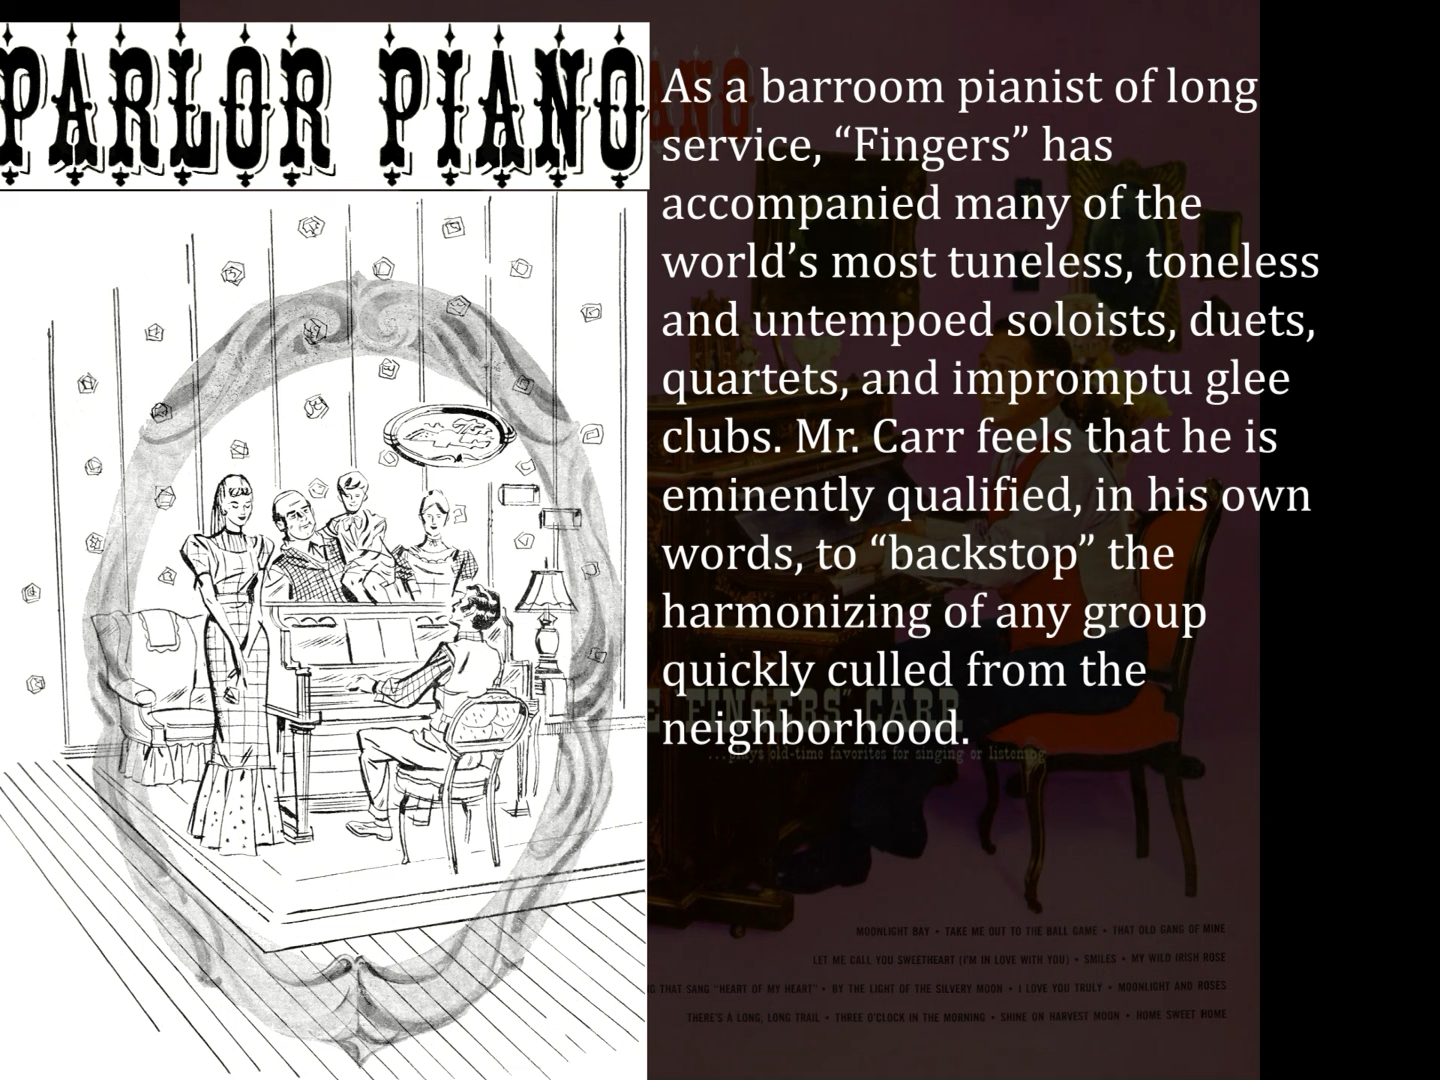 PARLOR PIANO
As a barroom pianist of long
service, “Fingers” has
accompanied many of the
world’s most tuneless, toneless
and untempoed soloists, duets,
quartets, and impromptu glee
clubs. Mr. Carr feels that he is
eminently qualified, in his own
words, to “backstop” the
harmonizing of any group
quickly culled from the
neighborhood.
ANO
E “FINGERS” CARR
...plays old-time favorites for singing or listening
MOONLIGHT BAY • TAKE ME OUT TO THE BALL GAME • THAT OLD GANG OF MINE
LET ME CALL YOU SWEETHEART (I'M IN LOVE WITH YOU) • SMILES • MY WILD IRISH ROSE
G THAT SANG "HEART OF MY HEART" • BY THE LIGHT OF THE SILVERY MOON • I LOVE YOU TRULY • MOONLIGHT AND ROSES
THERE'S A LONG, LONG TRAIL • THREE O'CLOCK IN THE MORNING • SHINE ON HARVEST MOON • HOME SWEET HOME